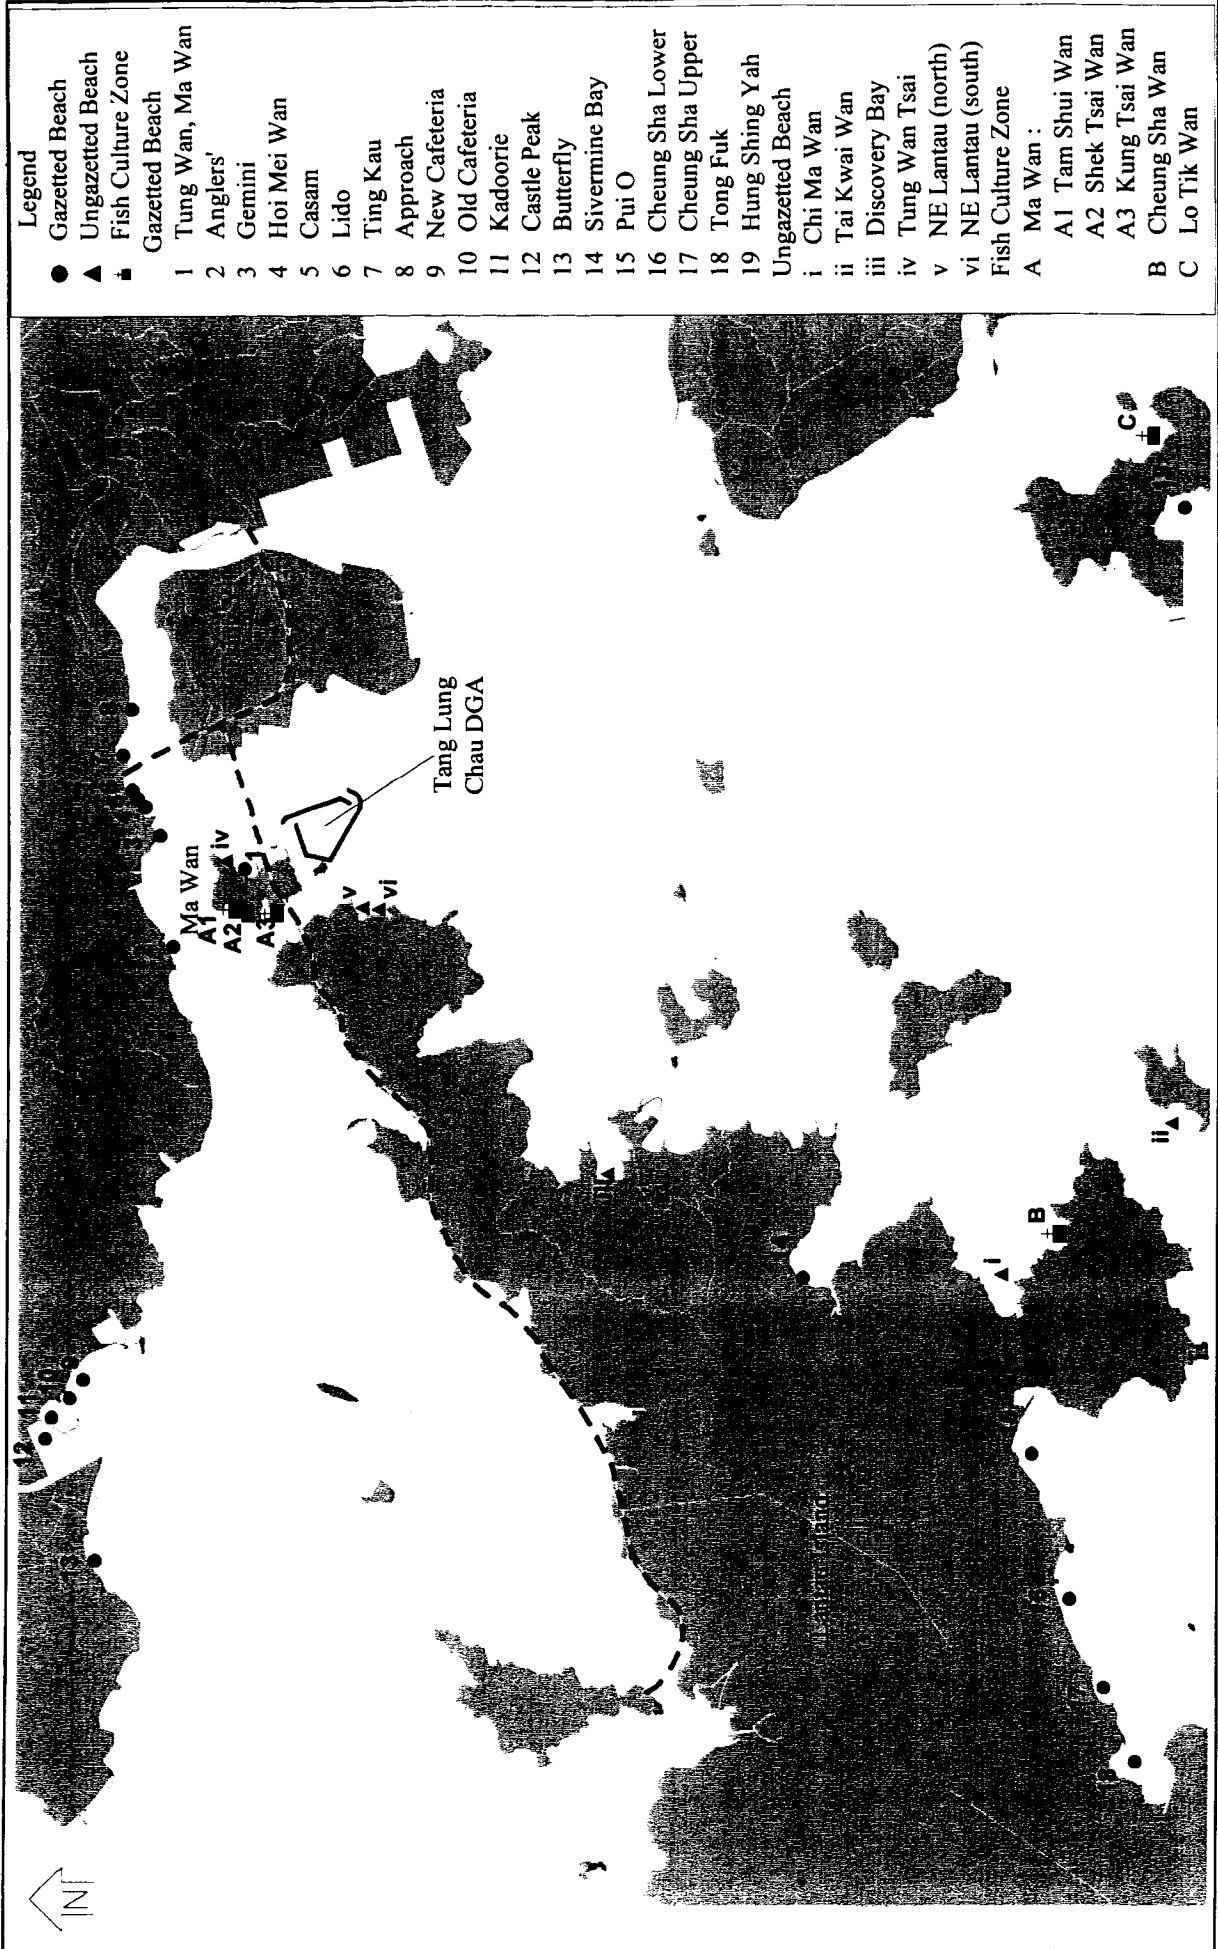 Legend
Gazetted Beach
Ungazetted Beach
Fish Culture Zone
Gazetted Beach
1 Tung Wan, Ma Wan
2 Anglers'
3 Gemini
4 Hoi Mei Wan
5 Casam
6 Lido
7 Ting Kau
8 Approach
9 New Cafeteria
10 Old Cafeteria
11 Kadoorie
12 Castle Peak
13 Butterfly
14 Sivermine Bay
15 Pui O
16 Cheung Sha Lower
17 Cheung Sha Upper
18 Tong Fuk
19 Hung Shing Yah
Ungazetted Beach
i Chi Ma Wan
ii Tai Kwai Wan
iii Discovery Bay
iv Tung Wan Tsai
v NE Lantau (north)
vi NE Lantau (south)
Fish Culture Zone
A Ma Wan :
A1 Tam Shui Wan
A2 Shek Tsai Wan
A3 Kung Tsai Wan
B Cheung Sha Wan
C Lo Tik Wan
N
12
11
10
13
Ma Wan
A1
A2
A3
iv
1
v
vi
Tang Lung
Chau DGA
iii
Lantau Island
i
B
ii
C